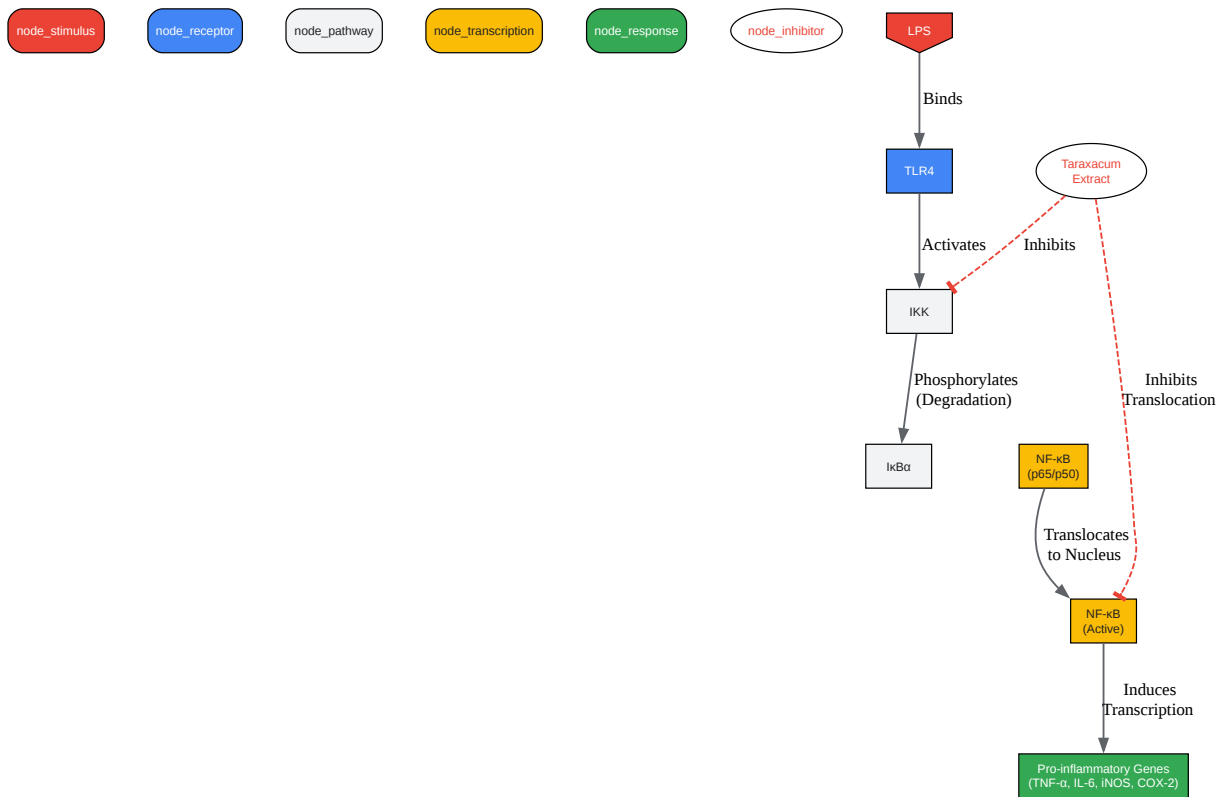 node_stimulus
node_receptor
node_pathway
node_transcription
node_response
node_inhibitor
LPS
Binds
TLR4
Taraxacum
Extract
Activates
Inhibits
IKK
Phosphorylates
(Degradation)
Inhibits
Translocation
IκBα
NF-κB
(p65/p50)
Translocates
to Nucleus
NF-κB
(Active)
Induces
Transcription
Pro-inflammatory Genes
(TNF-α, IL-6, iNOS, COX-2)